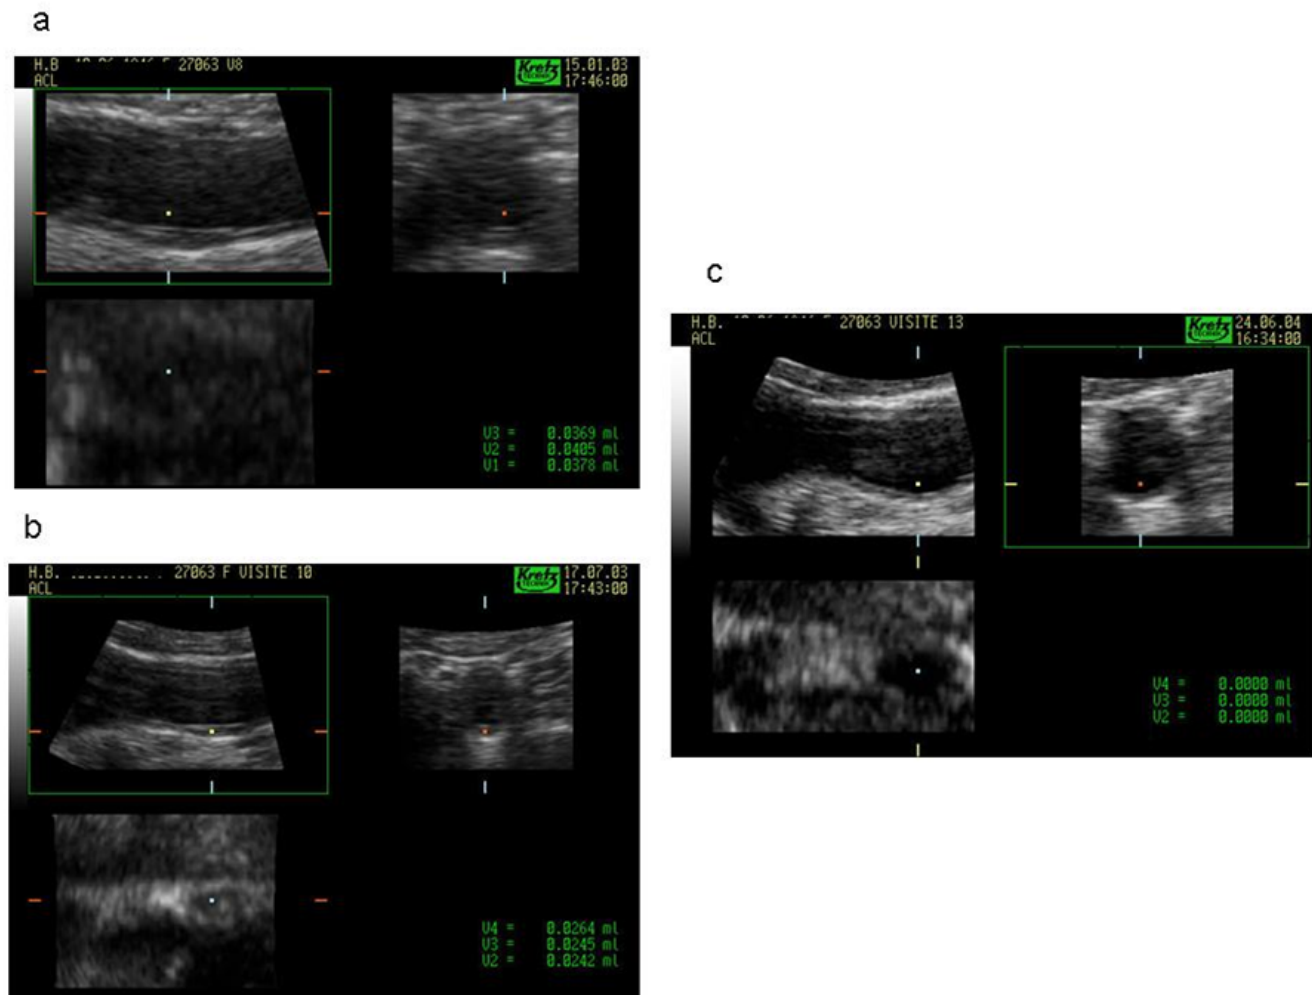 a
H.B 27063 V8
ACL
Kretz
TECHNIK
15.01.03
17:46:00
V3 = 0.0369 ml
V2 = 0.0405 ml
V1 = 0.0378 ml
b
H.B. 27063 F VISITE 10
ACL
Kretz
TECHNIK
17.07.03
17:43:00
V4 = 0.0264 ml
V3 = 0.0245 ml
V2 = 0.0242 ml
c
H.B. 27063 VISITE 13
ACL
Kretz
TECHNIK
24.06.04
16:34:00
V4 = 0.0000 ml
V3 = 0.0000 ml
V2 = 0.0000 ml